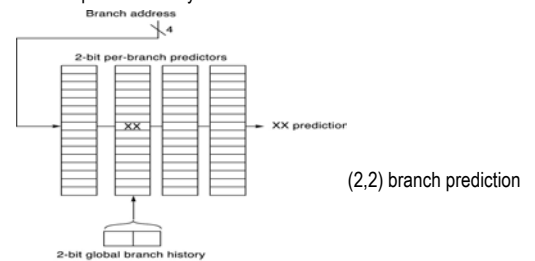 Branch address
4
2-bit per-branch predictors
XX
XX prediction
(2,2) branch prediction
2-bit global branch history